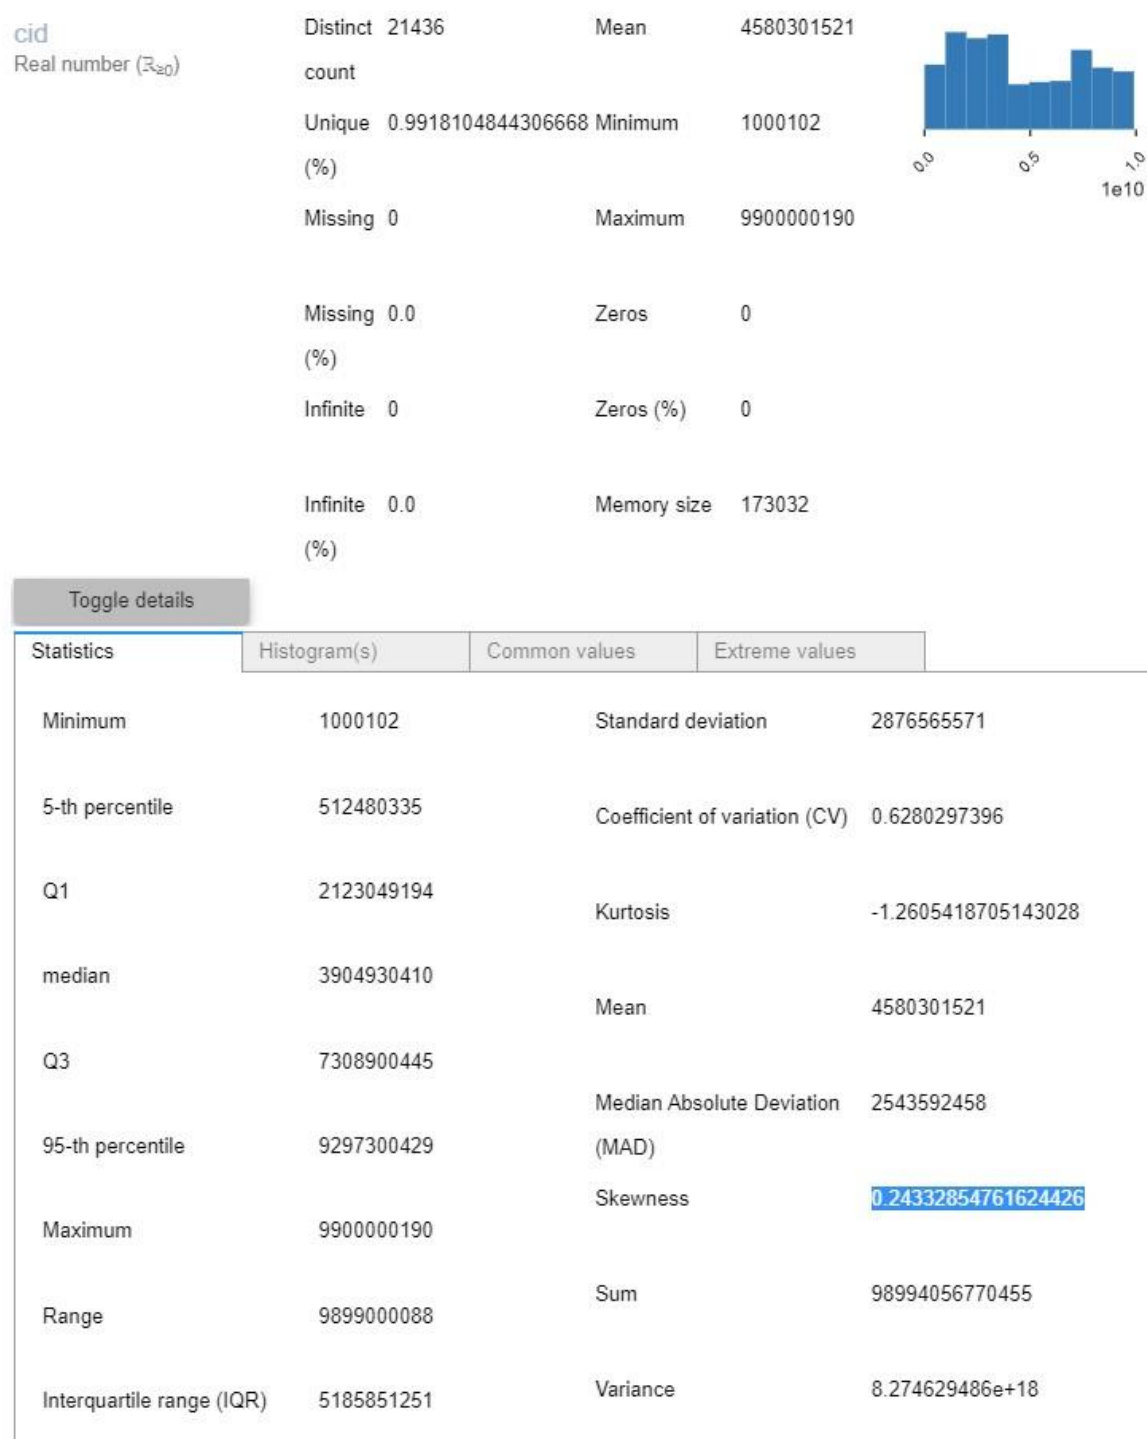 cid
Real number (ℝ≥0)
Distinct count 21436
Unique (%) 0.9918104844306668
Missing 0
Missing (%) 0.0
Infinite 0
Infinite (%) 0.0
Mean 4580301521
Minimum 1000102
Maximum 9900000190
Zeros 0
Zeros (%) 0
Memory size 173032
0.0 0.5 1.0
1e10
Toggle details
Statistics Histogram(s) Common values Extreme values
Minimum 1000102
5-th percentile 512480335
Q1 2123049194
median 3904930410
Q3 7308900445
95-th percentile 9297300429
Maximum 9900000190
Range 9899000088
Interquartile range (IQR) 5185851251
Standard deviation 2876565571
Coefficient of variation (CV) 0.6280297396
Kurtosis -1.2605418705143028
Mean 4580301521
Median Absolute Deviation (MAD) 2543592458
Skewness 0.24332854761624426
Sum 98994056770455
Variance 8.274629486e+18